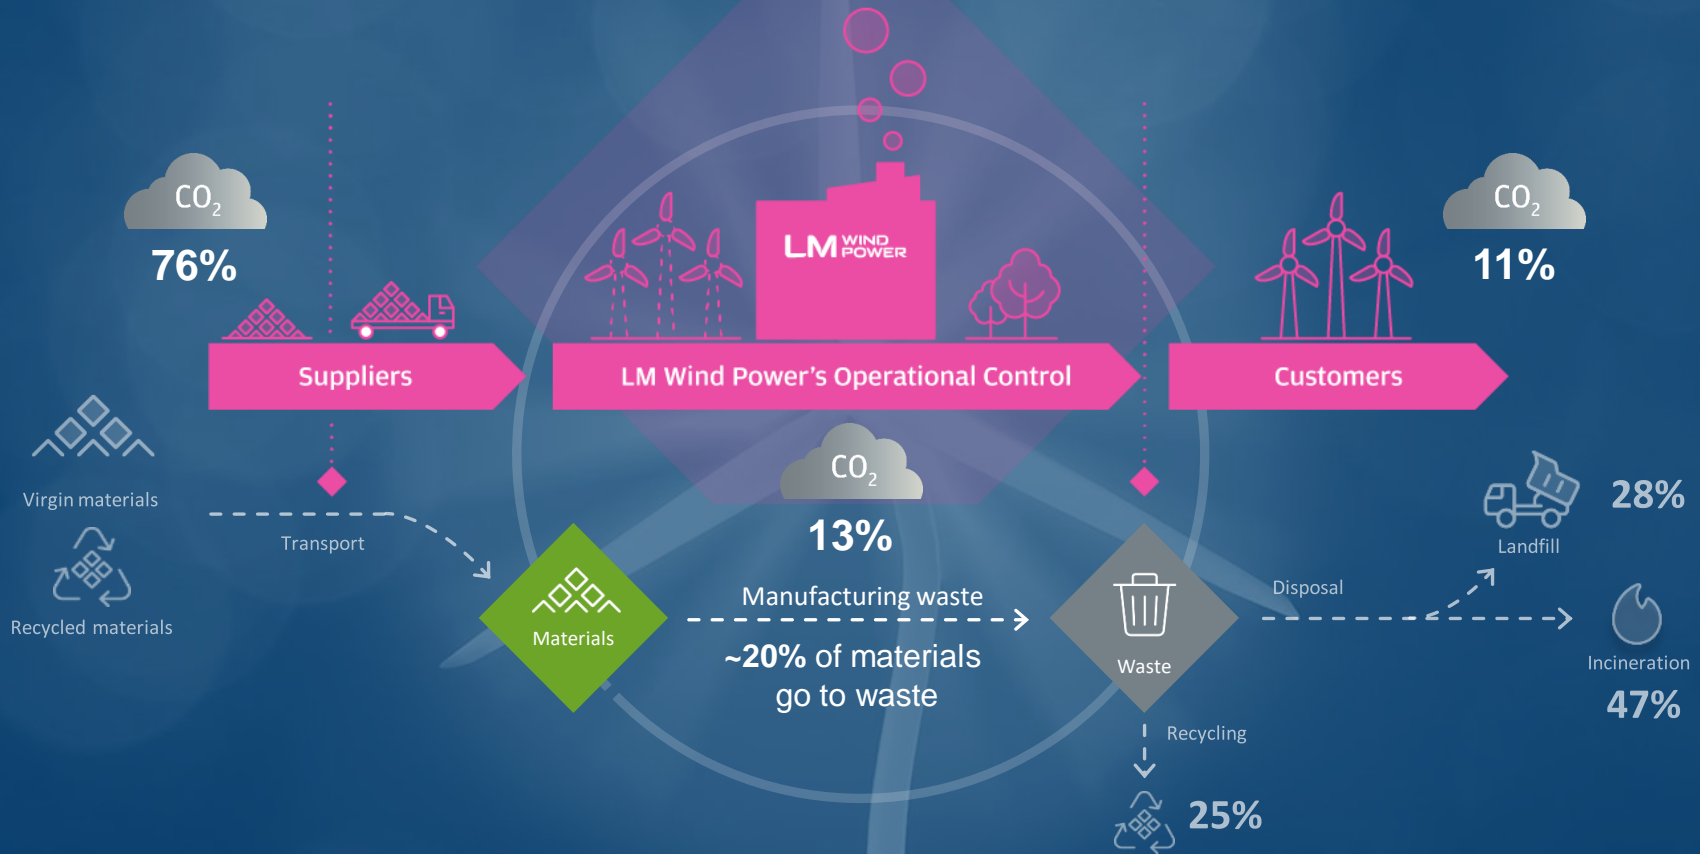 CO2
76%
CO2
11%
LM WIND POWER
Suppliers
LM Wind Power's Operational Control
Customers
CO2
13%
Virgin materials
Recycled materials
Transport
Materials
Manufacturing waste
~20% of materials
go to waste
Waste
Disposal
Landfill
28%
Incineration
47%
Recycling
25%